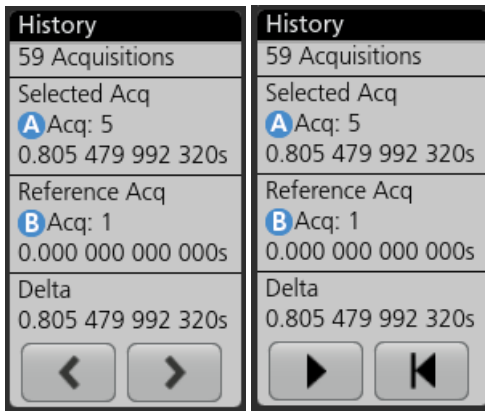 History
59 Acquisitions
Selected Acq
A Acq: 5
0.805 479 992 320s
Reference Acq
B Acq: 1
0.000 000 000 000s
Delta
0.805 479 992 320s
History
59 Acquisitions
Selected Acq
A Acq: 5
0.805 479 992 320s
Reference Acq
B Acq: 1
0.000 000 000 000s
Delta
0.805 479 992 320s